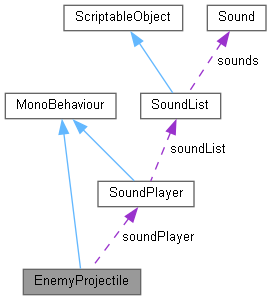 ScriptableObject
Sound
sounds
MonoBehaviour
SoundList
soundList
SoundPlayer
soundPlayer
EnemyProjectile